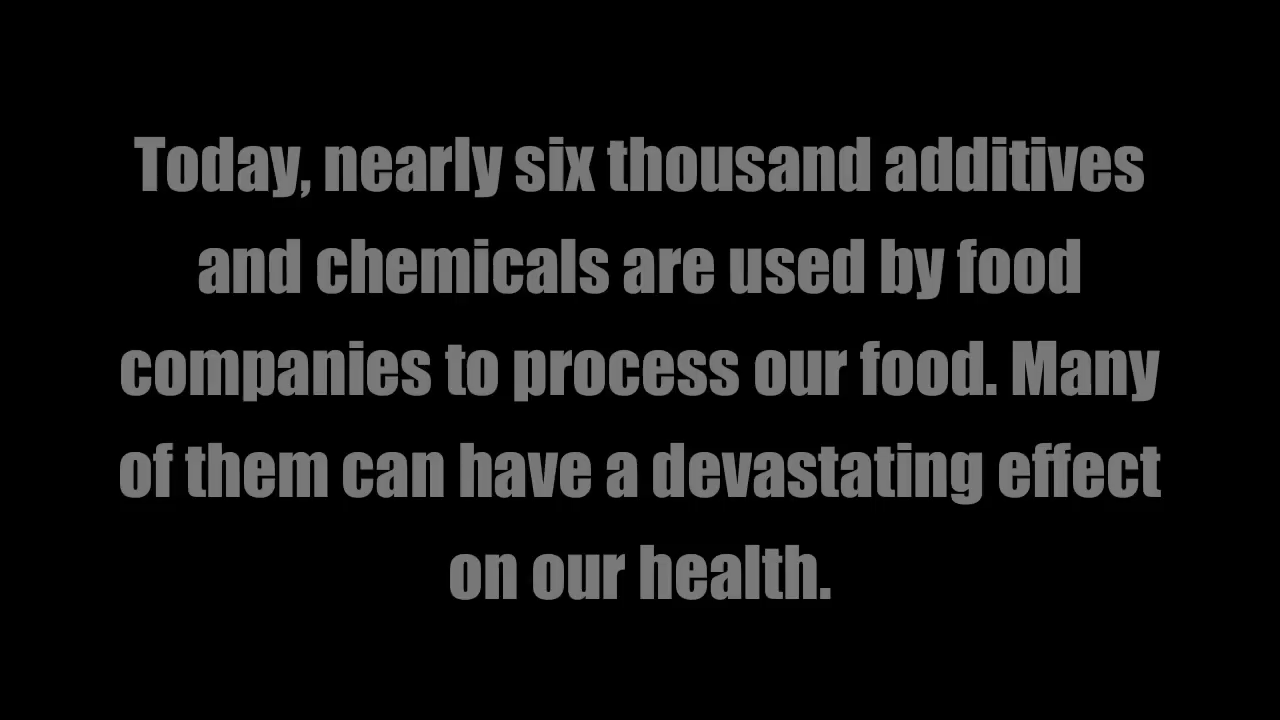 Today, nearly six thousand additives
and chemicals are used by food
companies to process our food. Many
of them can have a devastating effect
on our health.